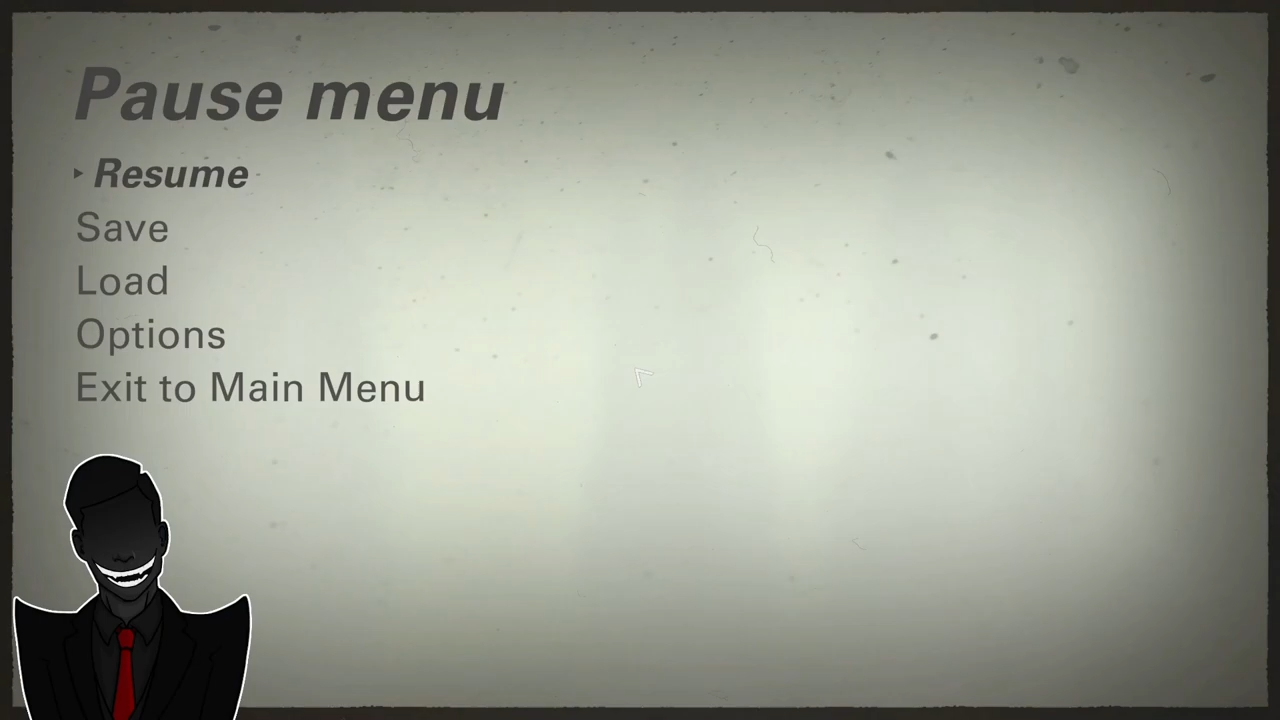 Pause menu
Resume
Save
Load
Options
Exit to Main Menu